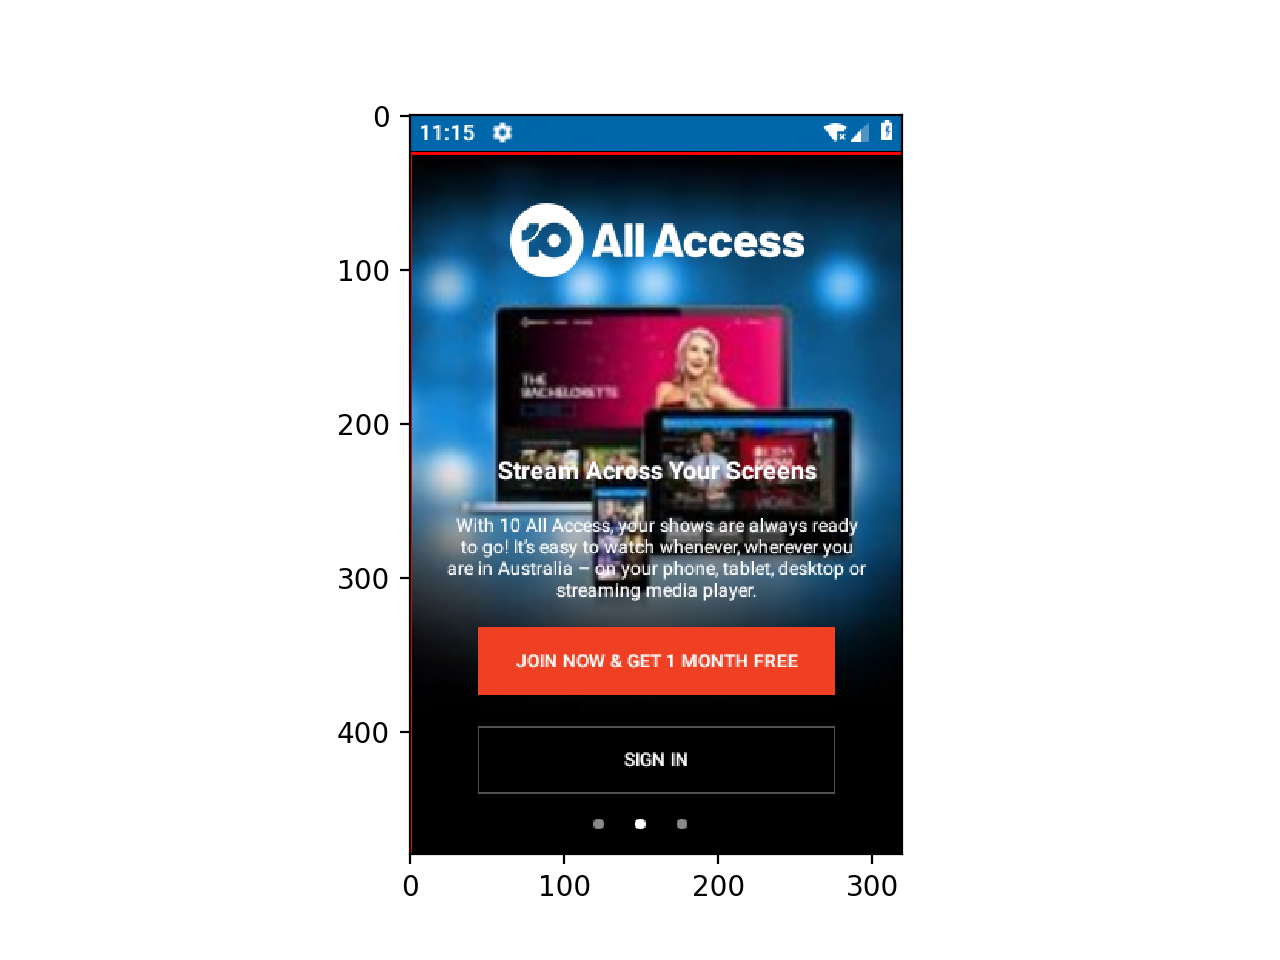 0
11:15
10 All Access
100
THE
BACHELORETTE
200
Stream Across Your Screens
With 10 All Access, your shows are always ready
to go! It's easy to watch whenever, wherever you
are in Australia – on your phone, tablet, desktop or
streaming media player.
300
JOIN NOW & GET 1 MONTH FREE
400
SIGN IN
0 100 200 300